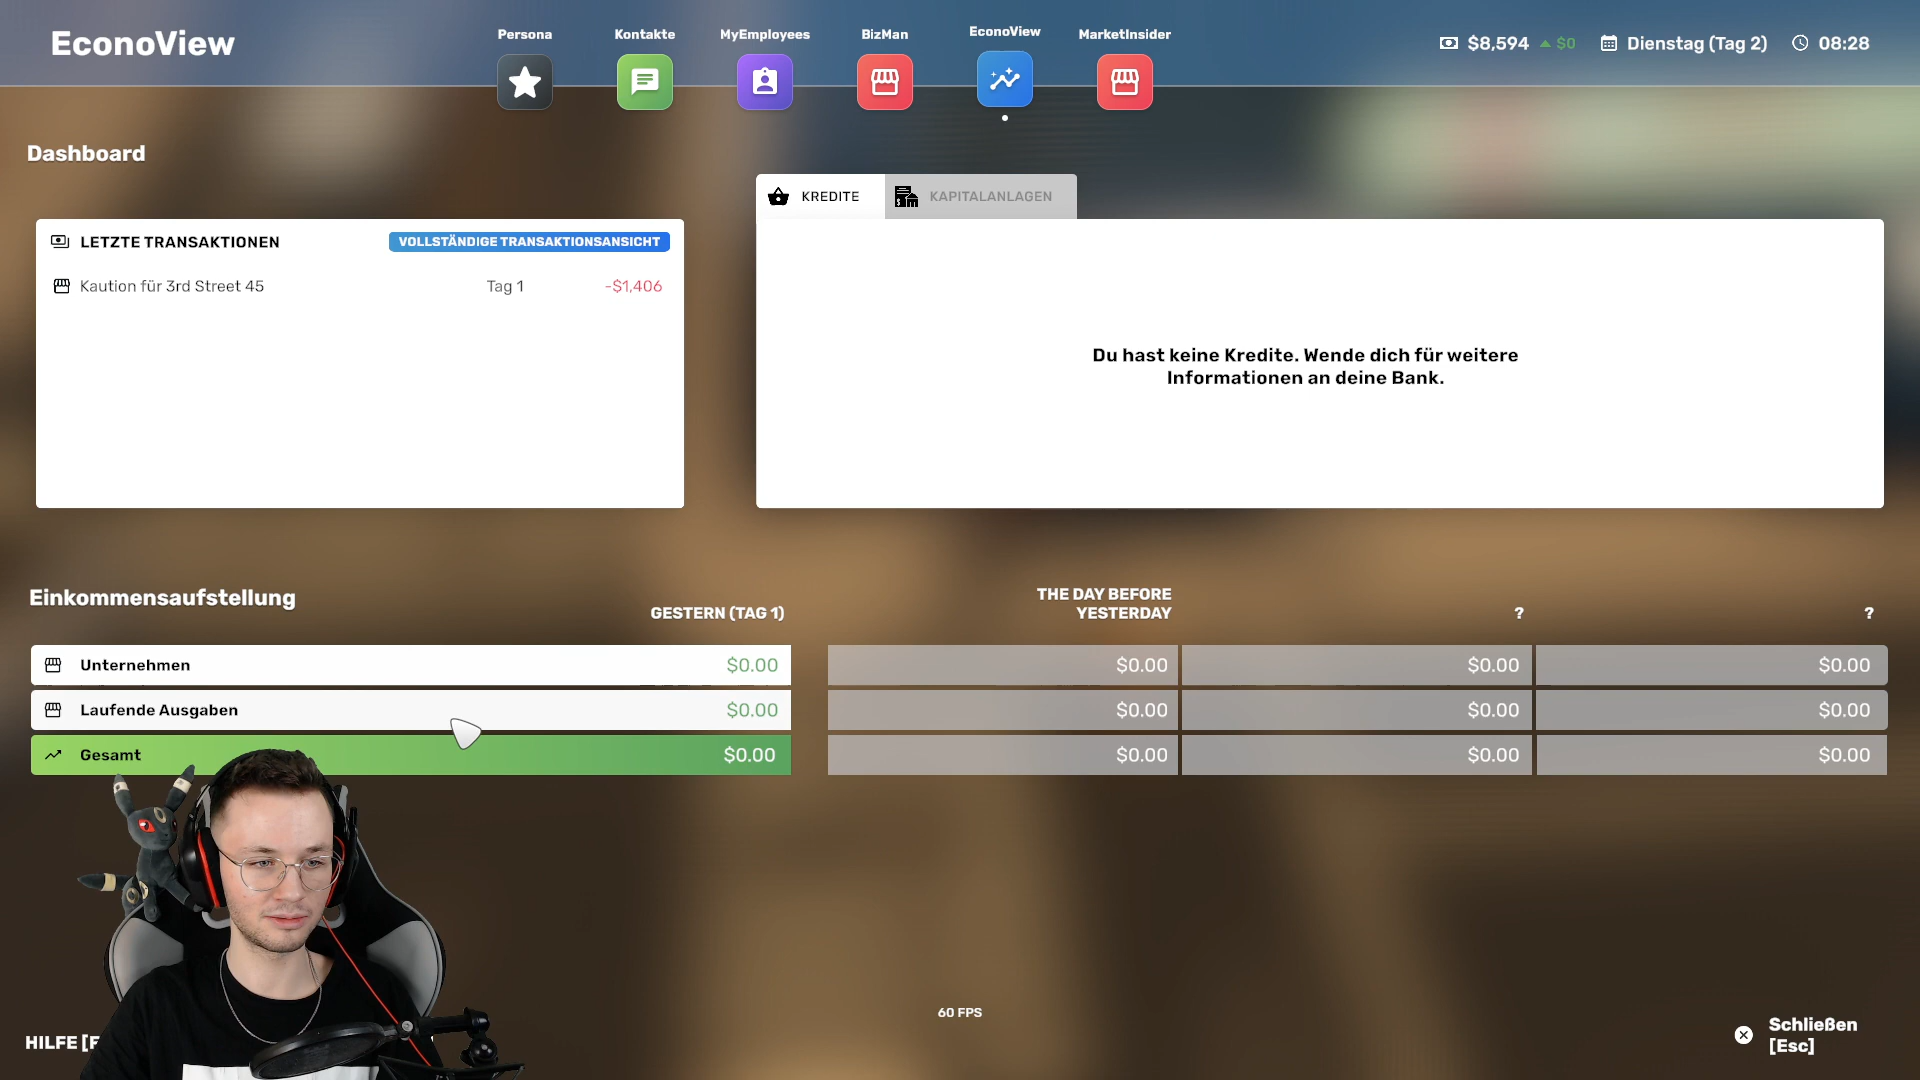 EconoView
Persona
Kontakte
MyEmployees
BizMan
EconoView
MarketInsider
$8,594 $0 Dienstag (Tag 2) 08:28
Dashboard
KREDITE
KAPITALANLAGEN
LETZTE TRANSAKTIONEN
VOLLSTÄNDIGE TRANSAKTIONSANSICHT
Kaution für 3rd Street 45 Tag 1 -$1,406
Du hast keine Kredite. Wende dich für weitere
Informationen an deine Bank.
Einkommensaufstellung
GESTERN (TAG 1)
THE DAY BEFORE
YESTERDAY
?
?
Unternehmen $0.00 $0.00 $0.00 $0.00
Laufende Ausgaben $0.00 $0.00 $0.00 $0.00
Gesamt $0.00 $0.00 $0.00 $0.00
60 FPS
HILFE
Schließen
[Esc]